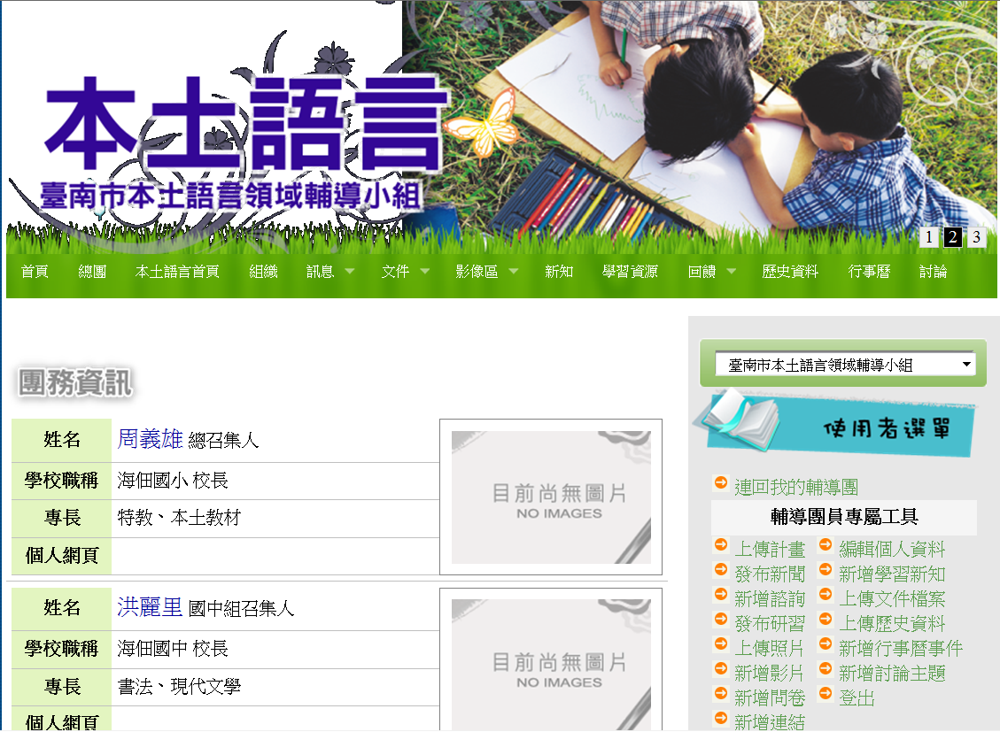 本土語言
臺南市本土語言領域輔導小組
1 2 3
首頁 總團 本土語言首頁 組織 訊息 文件 影像區 新知 學習資源 回饋 歷史資料 行事曆 討論
團務資訊
姓名 周義雄 總召集人
學校職稱 海佃國小 校長
專長 特教、本土教材
個人網頁
目前尚無圖片
NO IMAGES
姓名 洪麗里 國中組召集人
學校職稱 海佃國中 校長
專長 書法、現代文學
個人網頁
目前尚無圖片
NO IMAGES
臺南市本土語言領域輔導小組
使用者選單
連回我的輔導團
輔導團員專屬工具
上傳計畫 編輯個人資料
發布新聞 新增學習新知
新增諮詢 上傳文件檔案
發布研習 上傳歷史資料
上傳照片 新增行事曆事件
新增影片 新增討論主題
新增問卷 登出
新增連結